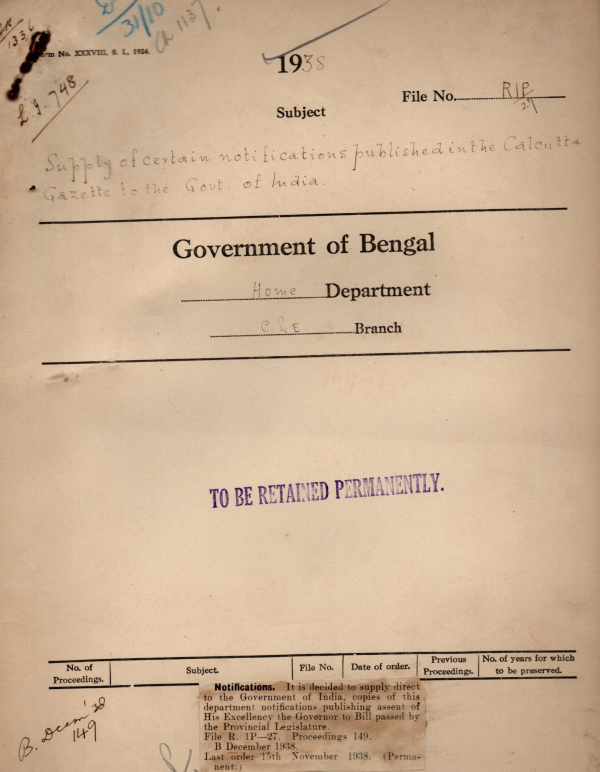 31/10
1336
Form No. XXXVIII, S. I., 1924.
L. I. 748
1938
File No. R1P/27
Subject
Supply of certain notifications published in the Calcutta
Gazette to the Govt. of India.
Government of Bengal
Home Department
C & E Branch
TO BE RETAINED PERMANENTLY.
No. of Proceedings. Subject. File No. Date of order. Previous Proceedings. No. of years for which to be preserved.
Notifications. It is decided to supply direct
to the Government of India, copies of this
department notifications publishing assent of
His Excellency the Governor to Bill passed by
the Provincial Legislature.
File R. 1P—27. Proceedings 149.
B December 1938.
Last order 15th November 1938. (Perma-
nent.)
B. Decem' 38
149